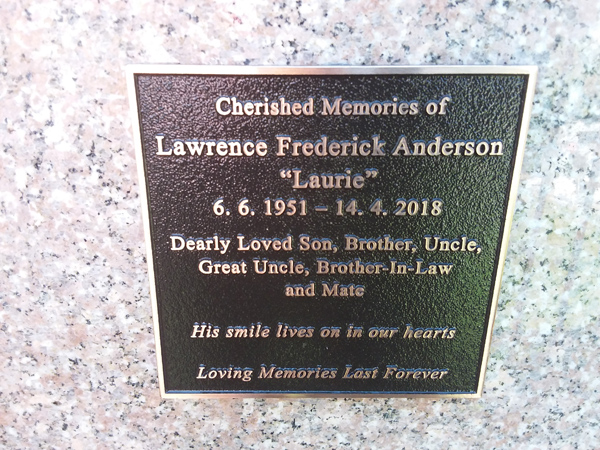 Cherished Memories of
Lawrence Frederick Anderson
“Laurie”
6. 6. 1951 – 14. 4. 2018
Dearly Loved Son, Brother, Uncle,
Great Uncle, Brother-In-Law
and Mate
His smile lives on in our hearts
Loving Memories Last Forever